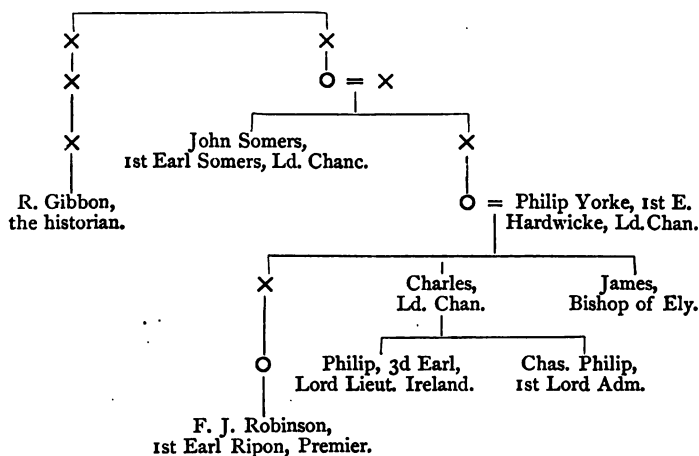 John Somers,
1st Earl Somers, Ld. Chanc.
R. Gibbon,
the historian.
Philip Yorke, 1st E.
Hardwicke, Ld. Chan.
Charles,
Ld. Chan.
James,
Bishop of Ely.
Philip, 3d Earl,
Lord Lieut. Ireland.
Chas. Philip,
1st Lord Adm.
F. J. Robinson,
1st Earl Ripon, Premier.